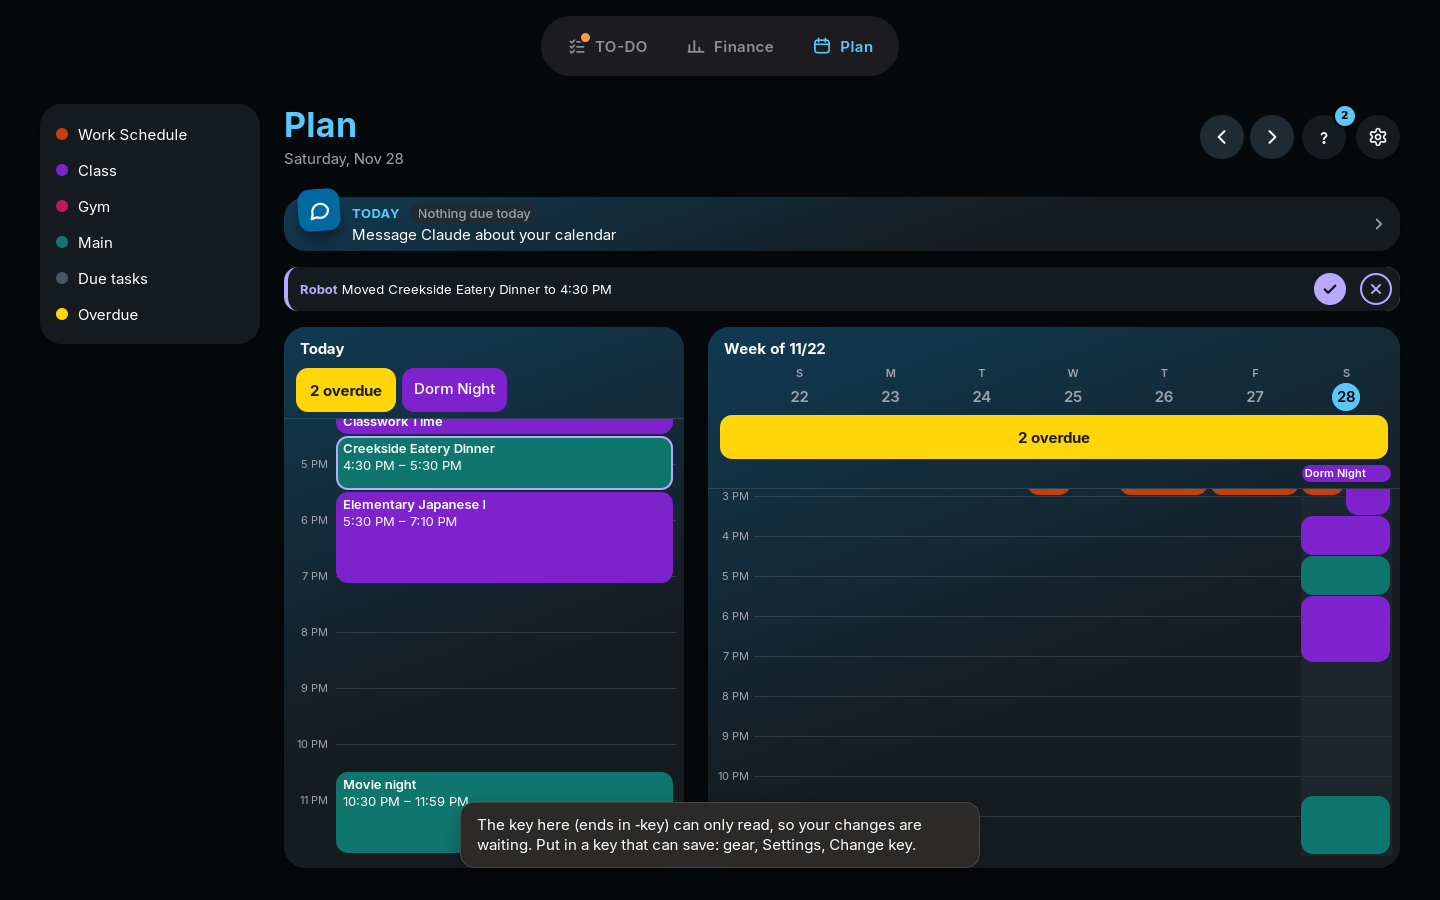 TO-DO
Finance
Plan
Work Schedule
Class
Gym
Main
Due tasks
Overdue
Plan
Saturday, Nov 28
?
2
TODAY Nothing due today
Message Claude about your calendar
Robot Moved Creekside Eatery Dinner to 4:30 PM
Today
2 overdue
Dorm Night
Classwork Time
Creekside Eatery Dinner
4:30 PM – 5:30 PM
5 PM
Elementary Japanese I
5:30 PM – 7:10 PM
6 PM
7 PM
8 PM
9 PM
10 PM
Movie night
10:30 PM – 11:59 PM
11 PM
Week of 11/22
S M T W T F S
22 23 24 25 26 27 28
2 overdue
Dorm Night
3 PM
4 PM
5 PM
6 PM
7 PM
8 PM
9 PM
10 PM
The key here (ends in -key) can only read, so your changes are
waiting. Put in a key that can save: gear, Settings, Change key.